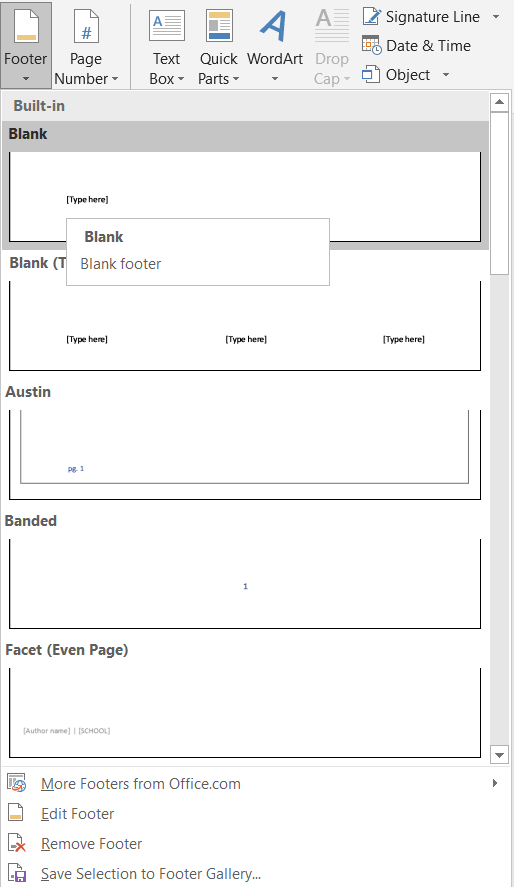 Footer
Page
Number
#
Text
Box
Quick
Parts
WordArt
Drop
Cap
Signature Line
Date & Time
Object
Built-in
Blank
[Type here]
Blank
Blank footer
Blank (T
[Type here] [Type here] [Type here]
Austin
pg. 1
Banded
1
Facet (Even Page)
[Author name] | [SCHOOL]
More Footers from Office.com
Edit Footer
Remove Footer
Save Selection to Footer Gallery...